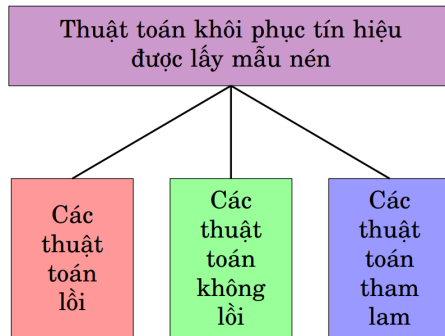 Thuật toán khôi phục tín hiệu
được lấy mẫu nén
Các
thuật
toán
lồi
Các
thuật
toán
không
lồi
Các
thuật
toán
tham
lam